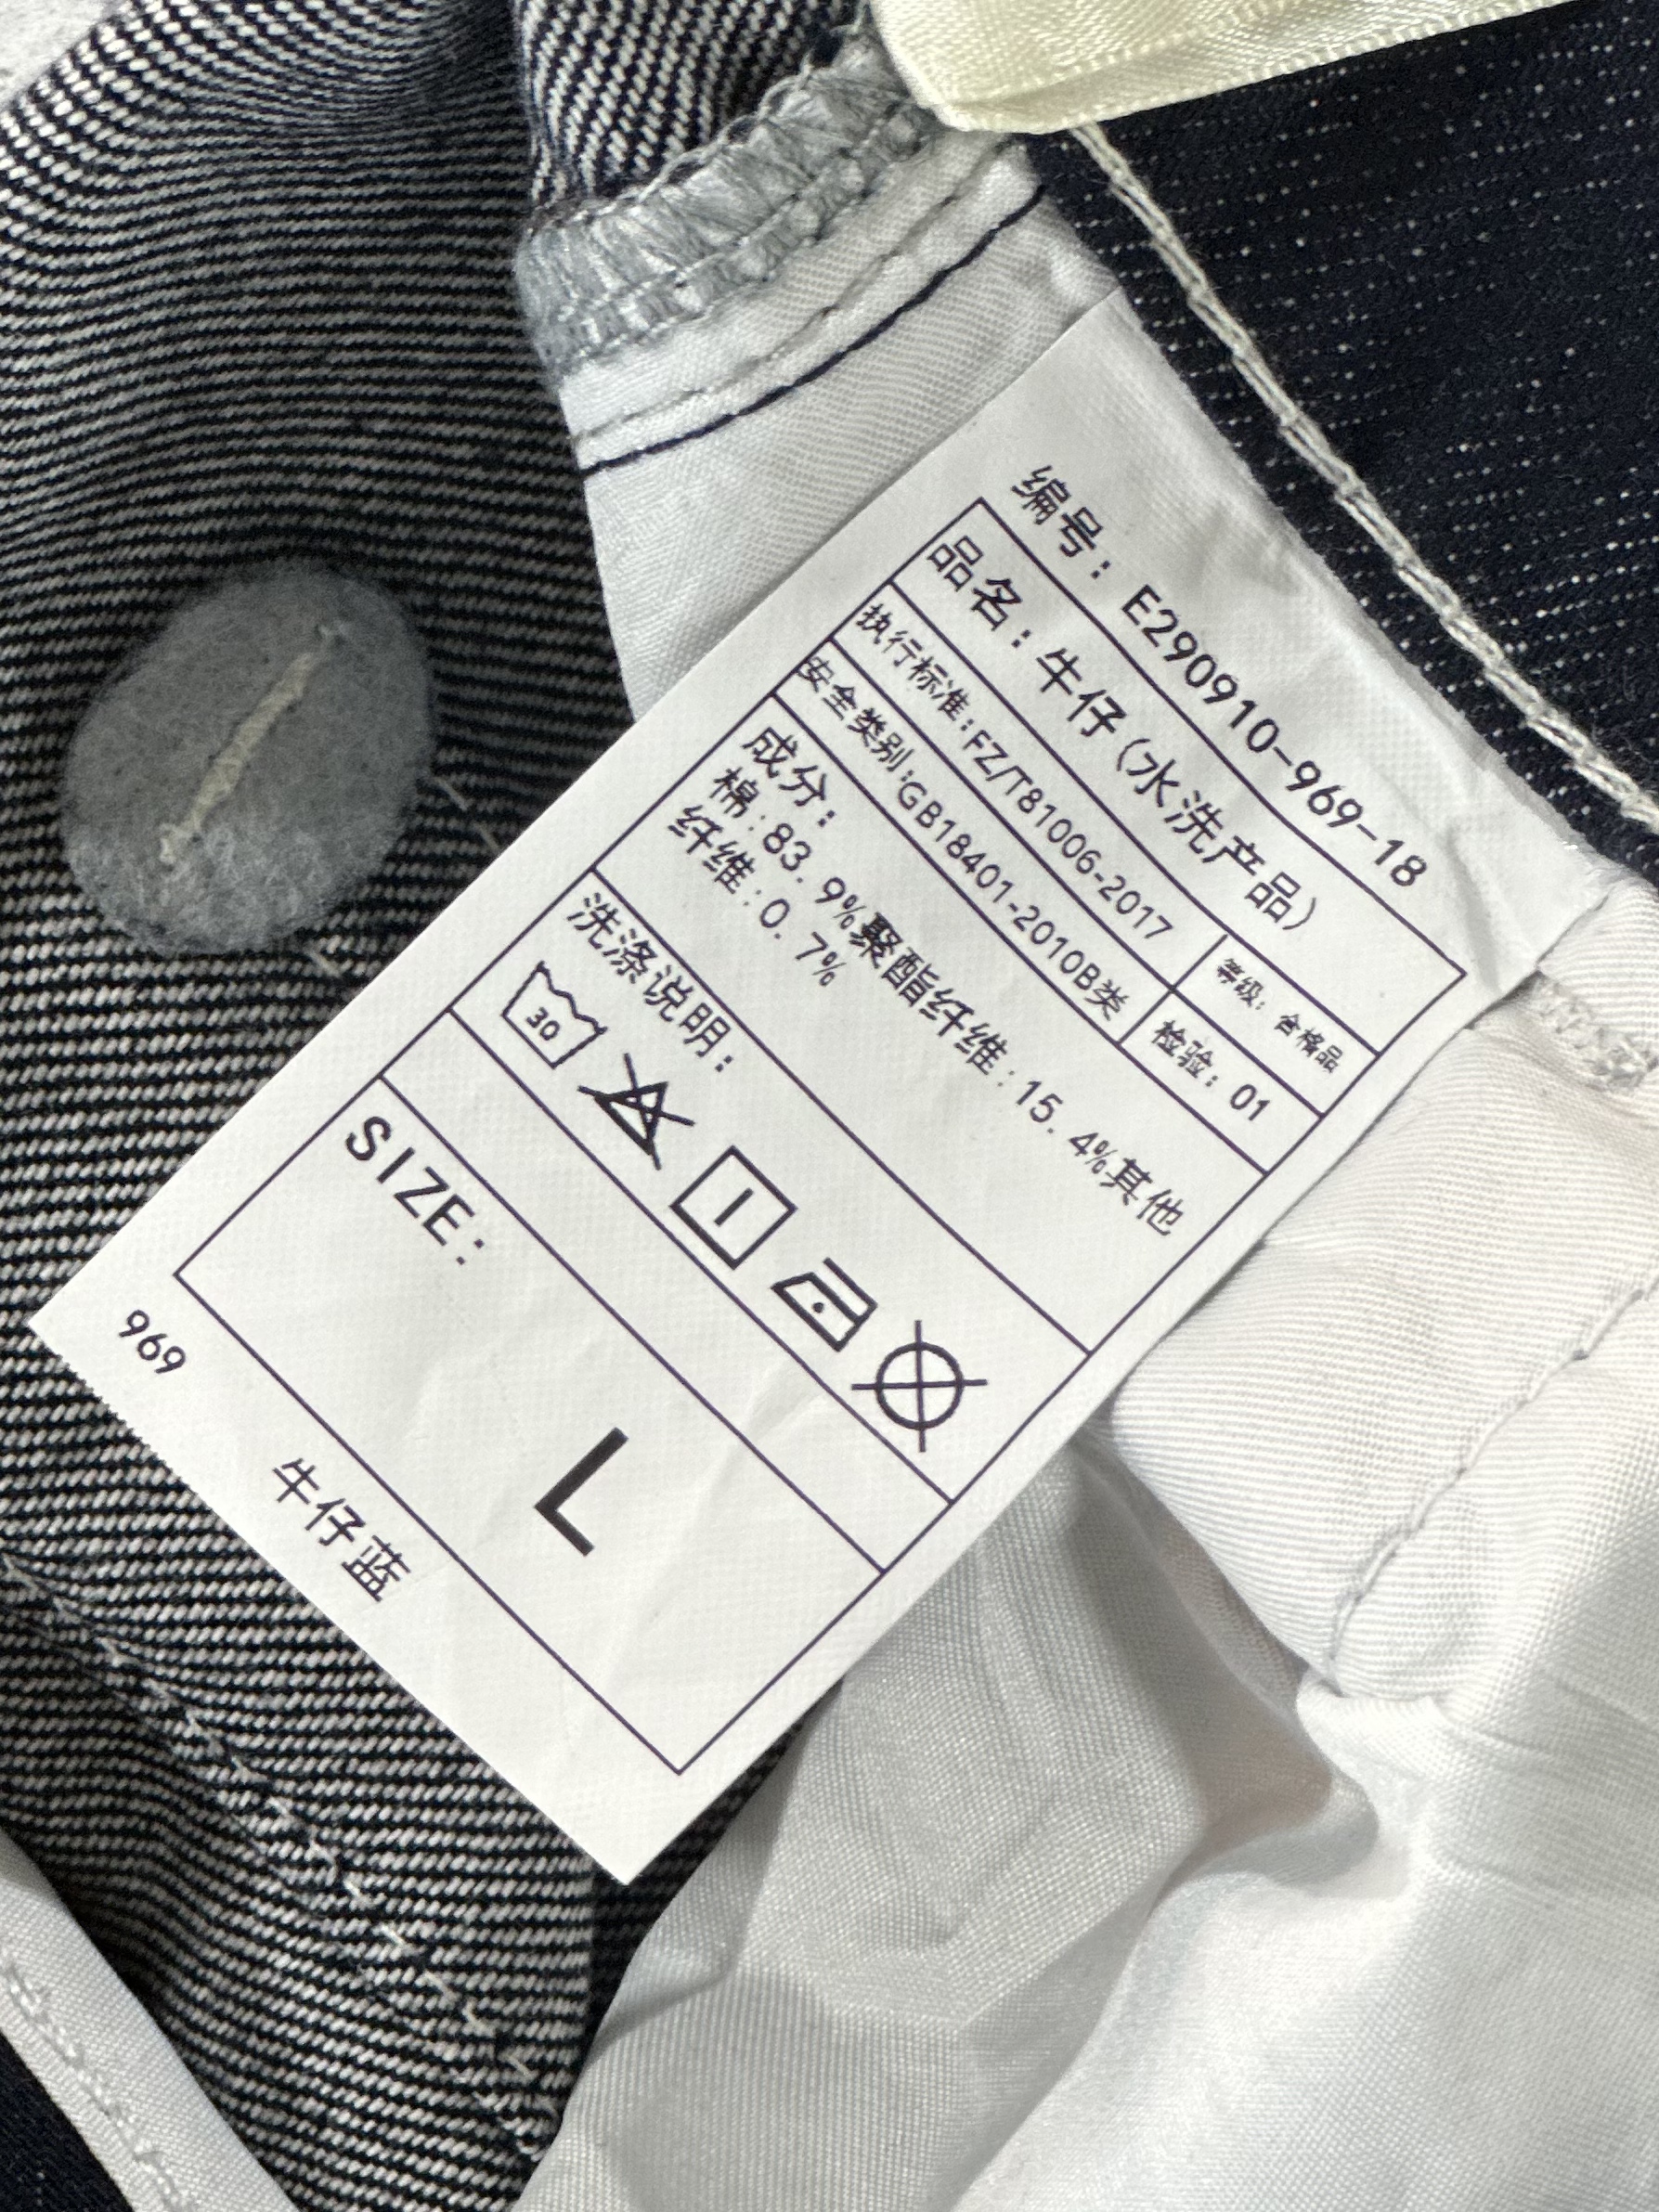 编号：E290910-969-18
品名：牛仔(水洗产品)
执行标准:FZ/T81006-2017
等级：合格品
安全类别:GB18401-2010B类
检验：01
成分：
棉:83.9%聚酯纤维:15.4%其他
纤维:0.7%
洗涤说明：
30
SIZE:
L
969
牛仔蓝